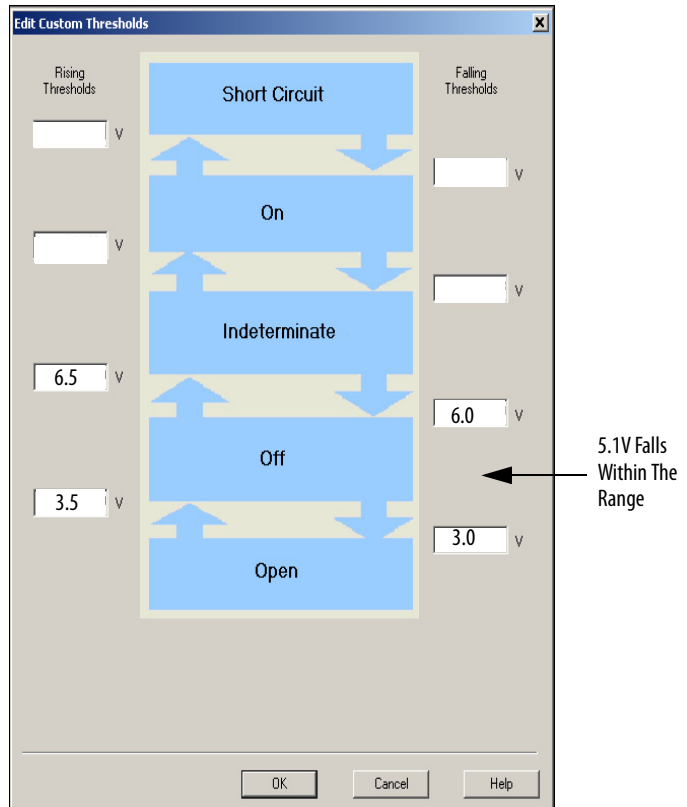 Edit Custom Thresholds
Rising
Thresholds
Falling
Thresholds
Short Circuit
V
V
On
V
V
Indeterminate
6.5 V
6.0 V
Off
5.1V Falls
Within The
Range
3.5 V
3.0 V
Open
OK
Cancel
Help